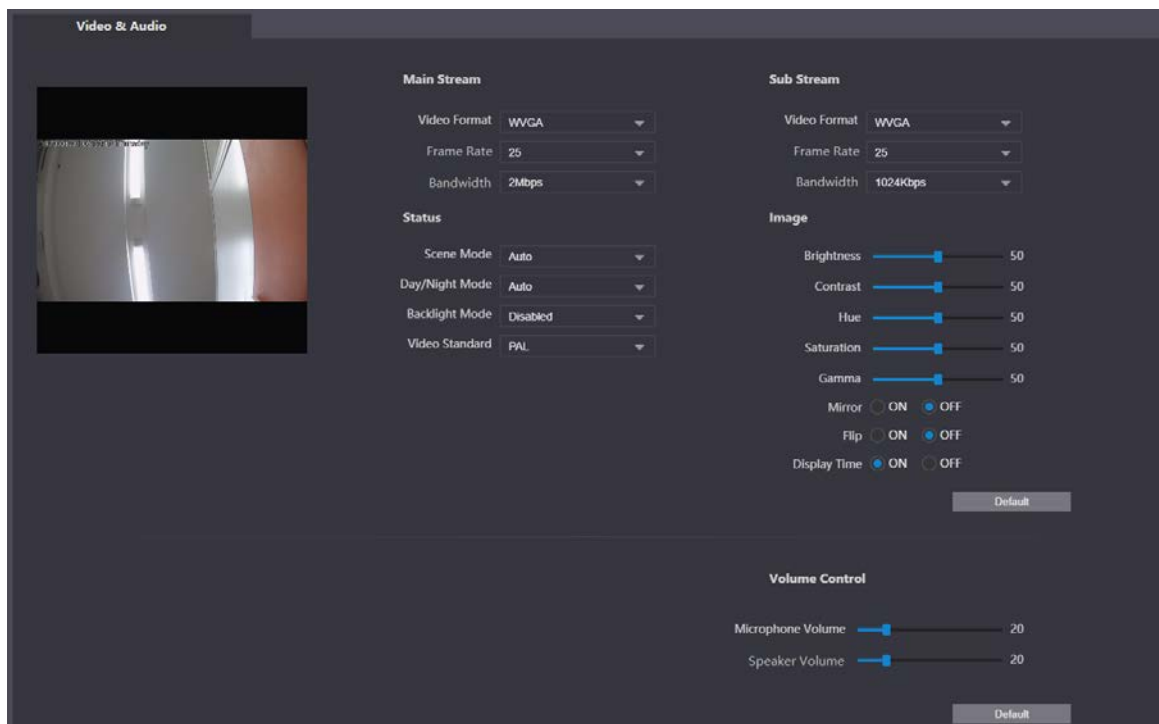 Video & Audio
Main Stream
Video Format WVGA
Frame Rate 25
Bandwidth 2Mbps
Status
Scene Mode Auto
Day/Night Mode Auto
Backlight Mode Disabled
Video Standard PAL
Sub Stream
Video Format WVGA
Frame Rate 25
Bandwidth 1024Kbps
Image
Brightness 50
Contrast 50
Hue 50
Saturation 50
Gamma 50
Mirror ON OFF
Flip ON OFF
Display Time ON OFF
Default
Volume Control
Microphone Volume 20
Speaker Volume 20
Default